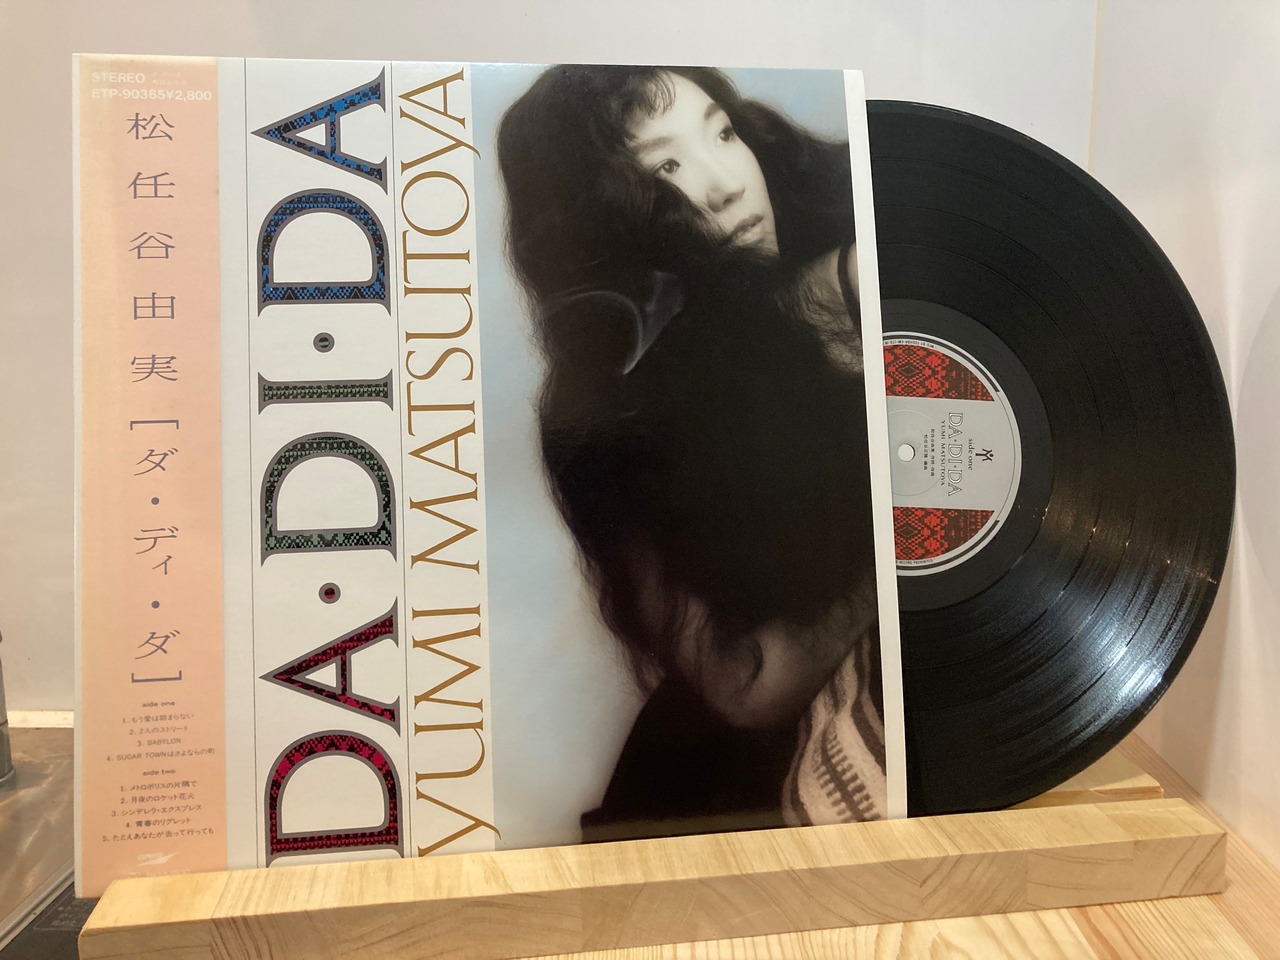 STEREO
ETP-90365 ¥2,800
松任谷由実[ダ・ディ・ダ]
side one
1. もう愛は始まらない
2. 2人のストリート
3. BABYLON
4. SUGAR TOWNはさよならの町
side two
1. メトロポリスの片隅で
2. 月夜のロケット花火
3. シンデレラ・エクスプレス
4. 青春のリグレット
5. たとえあなたが去って行っても
DA・DI・DA
YUMI MATSUTOYA
side one
DA・DI・DA
YUMI MATSUTOYA